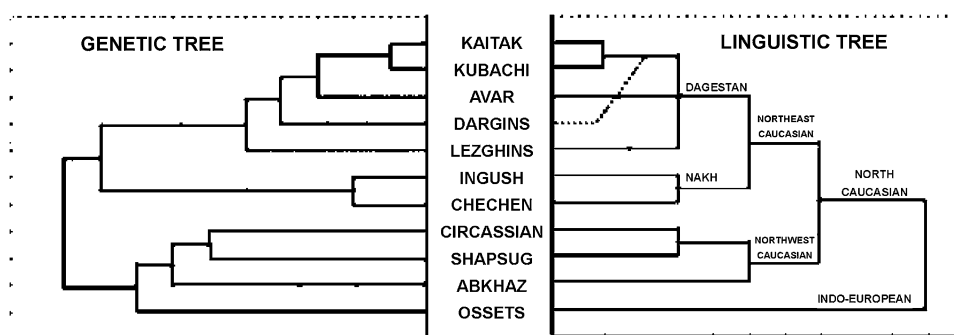 GENETIC TREE
LINGUISTIC TREE
KAITAK
KUBACHI
AVAR
DARGINS
LEZGHINS
INGUSH
CHECHEN
CIRCASSIAN
SHAPSUG
ABKHAZ
OSSETS
DAGESTAN
NORTHEAST
CAUCASIAN
NAKH
NORTH
CAUCASIAN
NORTHWEST
CAUCASIAN
INDO-EUROPEAN